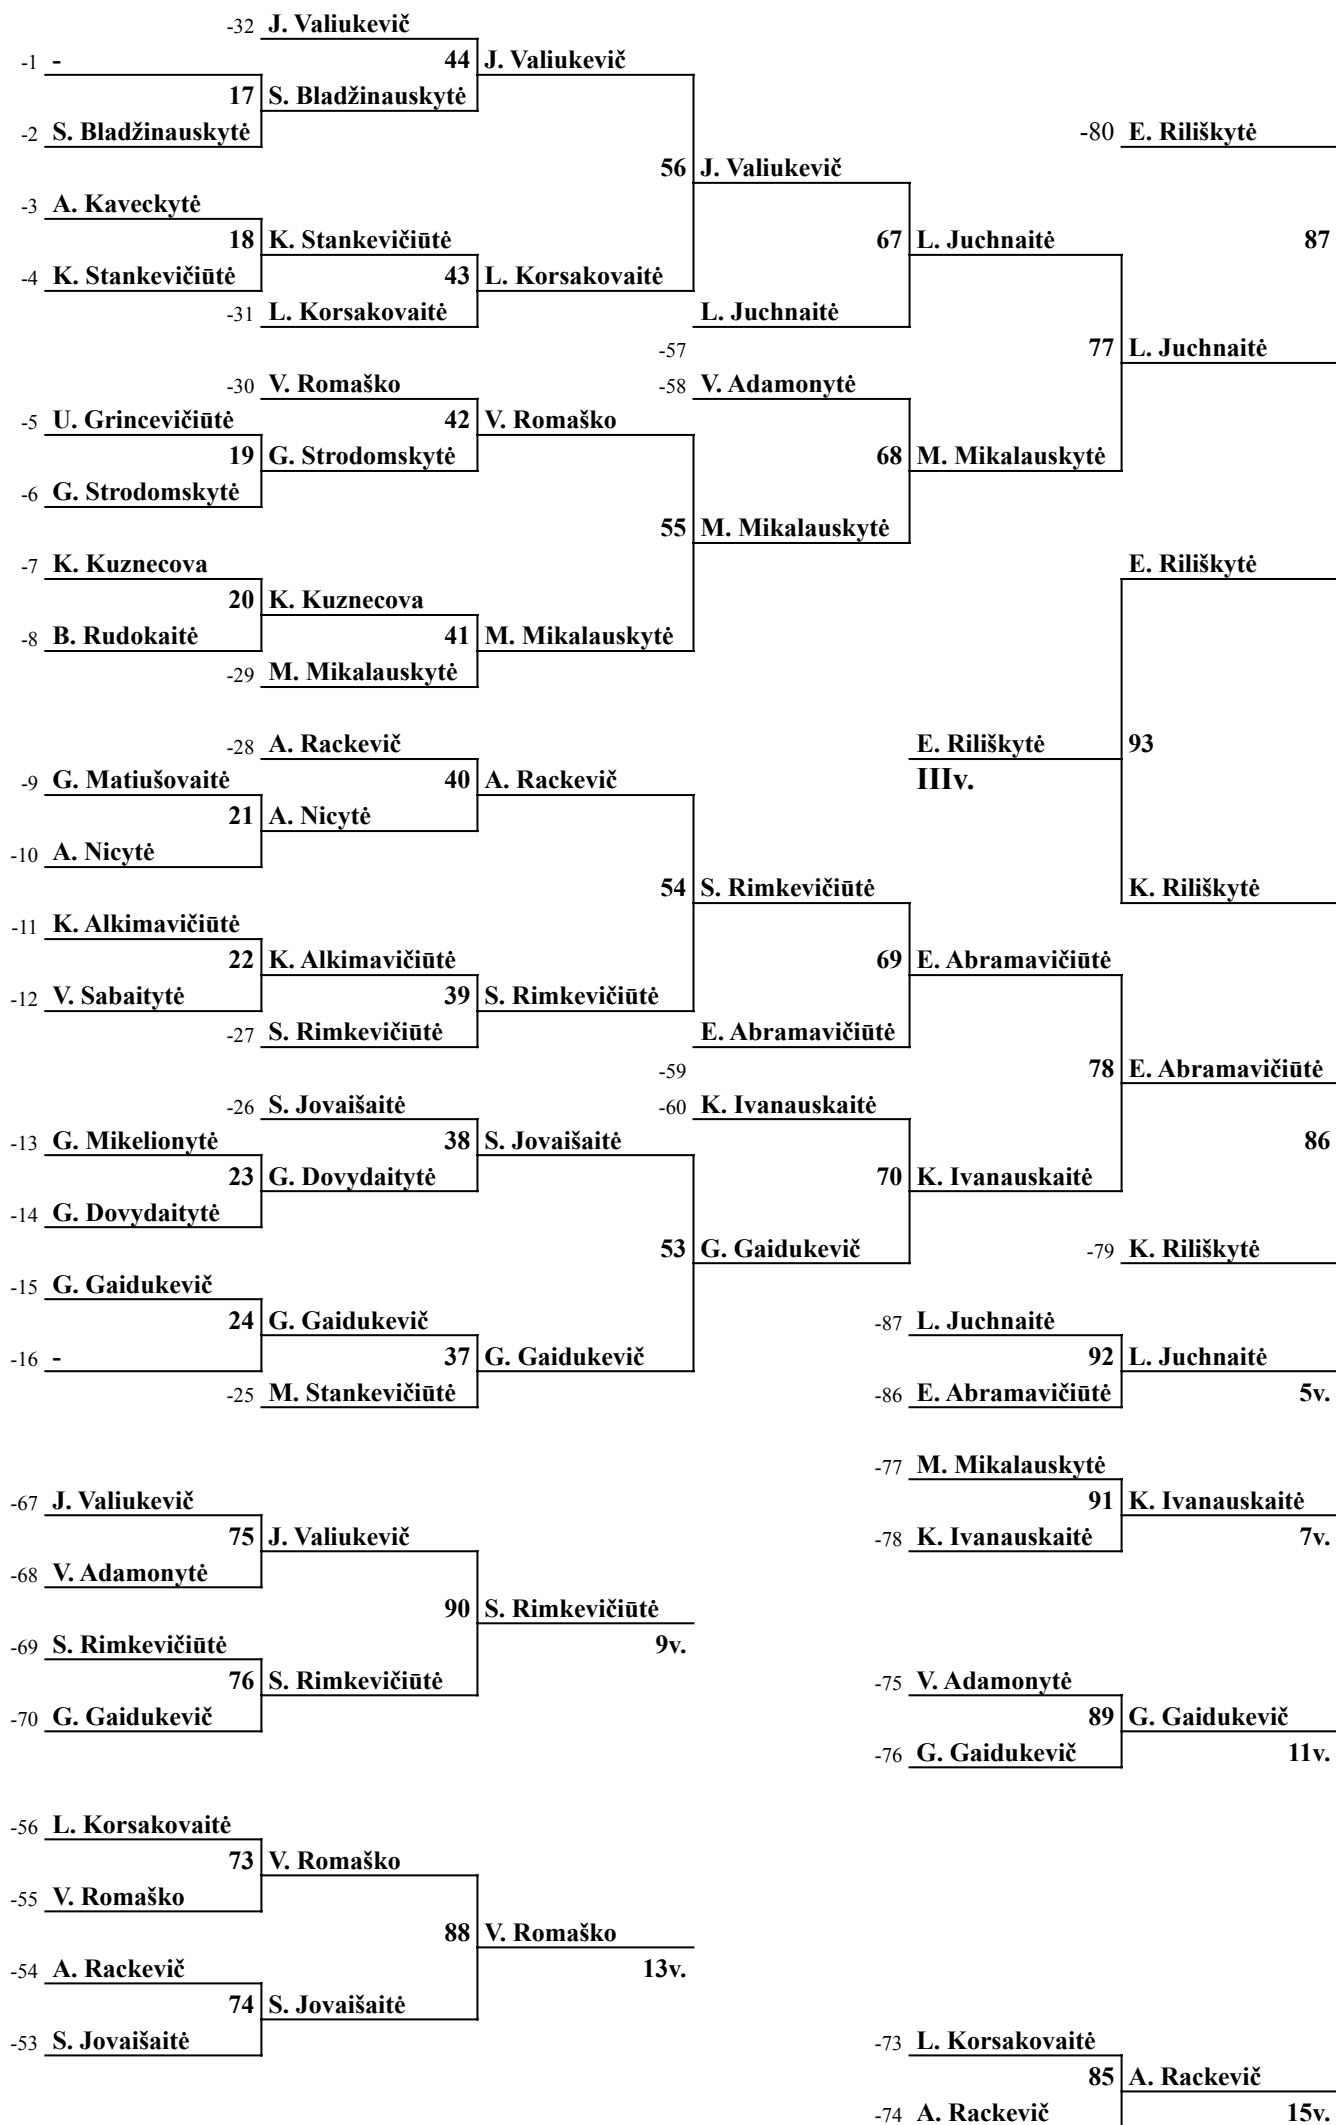 -32 J. Valiukevič
-1 - 44 J. Valiukevič
17 S. Bladžinauskytė
-2 S. Bladžinauskytė -80 E. Riliškytė
56 J. Valiukevič
-3 A. Kaveckytė
18 K. Stankevičiūtė 67 L. Juchnaitė 87
-4 K. Stankevičiūtė 43 L. Korsakovaitė
-31 L. Korsakovaitė L. Juchnaitė
-57 77 L. Juchnaitė
-30 V. Romaško -58 V. Adamonytė
-5 U. Grincevičiūtė 42 V. Romaško
19 G. Strodomskytė 68 M. Mikalauskytė
-6 G. Strodomskytė
55 M. Mikalauskytė
-7 K. Kuznecova E. Riliškytė
20 K. Kuznecova
-8 B. Rudokaitė 41 M. Mikalauskytė
-29 M. Mikalauskytė
-28 A. Rackevič E. Riliškytė 93
-9 G. Matiušovaitė 40 A. Rackevič IIIv.
21 A. Nicytė
-10 A. Nicytė
54 S. Rimkevičiūtė K. Riliškytė
-11 K. Alkimavičiūtė
22 K. Alkimavičiūtė 69 E. Abramavičiūtė
-12 V. Sabaitytė 39 S. Rimkevičiūtė
-27 S. Rimkevičiūtė E. Abramavičiūtė
-59 78 E. Abramavičiūtė
-26 S. Jovaišaitė -60 K. Ivanauskaitė
-13 G. Mikelionytė 38 S. Jovaišaitė 86
23 G. Dovydaitytė 70 K. Ivanauskaitė
-14 G. Dovydaitytė
53 G. Gaidukevič -79 K. Riliškytė
-15 G. Gaidukevič
24 G. Gaidukevič -87 L. Juchnaitė
-16 - 37 G. Gaidukevič 92 L. Juchnaitė
-25 M. Stankevičiūtė -86 E. Abramavičiūtė 5v.
-77 M. Mikalauskytė
-67 J. Valiukevič 91 K. Ivanauskaitė
75 J. Valiukevič -78 K. Ivanauskaitė 7v.
-68 V. Adamonytė
90 S. Rimkevičiūtė
-69 S. Rimkevičiūtė 9v.
76 S. Rimkevičiūtė -75 V. Adamonytė
-70 G. Gaidukevič 89 G. Gaidukevič
-76 G. Gaidukevič 11v.
-56 L. Korsakovaitė
73 V. Romaško
-55 V. Romaško
88 V. Romaško
-54 A. Rackevič 13v.
74 S. Jovaišaitė
-53 S. Jovaišaitė -73 L. Korsakovaitė
85 A. Rackevič
-74 A. Rackevič 15v.